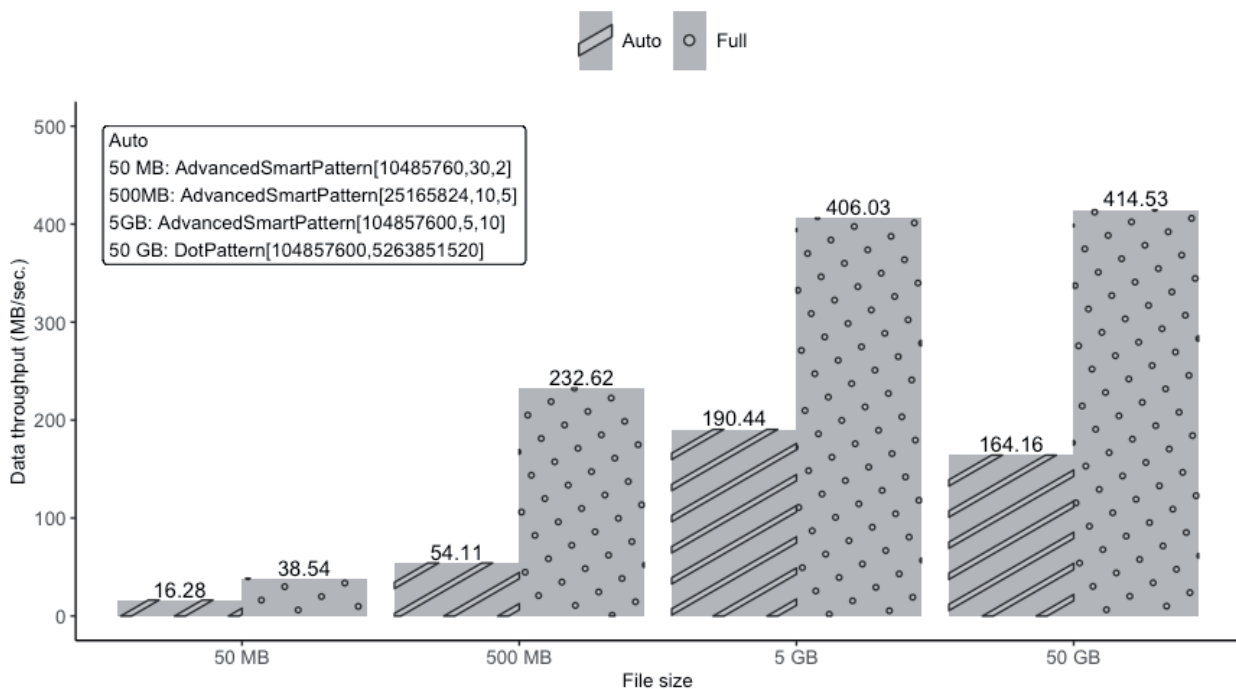 Auto Full
500
Auto
50 MB: AdvancedSmartPattern[10485760,30,2]
500MB: AdvancedSmartPattern[25165824,10,5]
5GB: AdvancedSmartPattern[104857600,5,10]
50 GB: DotPattern[104857600,5263851520]
400
300
200
100
0
Data throughput (MB/sec.)
16.28
38.54
54.11
232.62
190.44
406.03
164.16
414.53
50 MB
500 MB
5 GB
50 GB
File size